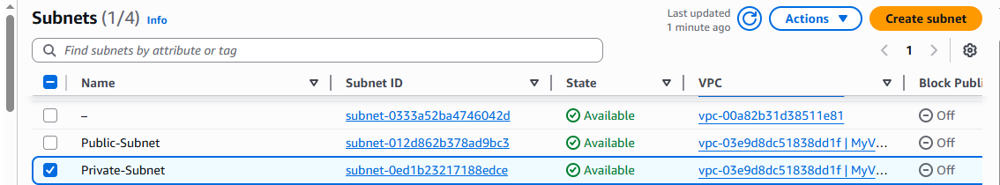 Subnets (1/4) Info
Last updated
1 minute ago
Actions
Create subnet
Find subnets by attribute or tag
1
Name Subnet ID State VPC Block Publi
– subnet-0333a52ba4746042d Available vpc-00a82b31d38511e81 Off
Public-Subnet subnet-012d862b378ad9bc3 Available vpc-03e9d8dc51838dd1f | MyV… Off
Private-Subnet subnet-0ed1b23217188edce Available vpc-03e9d8dc51838dd1f | MyV… Off